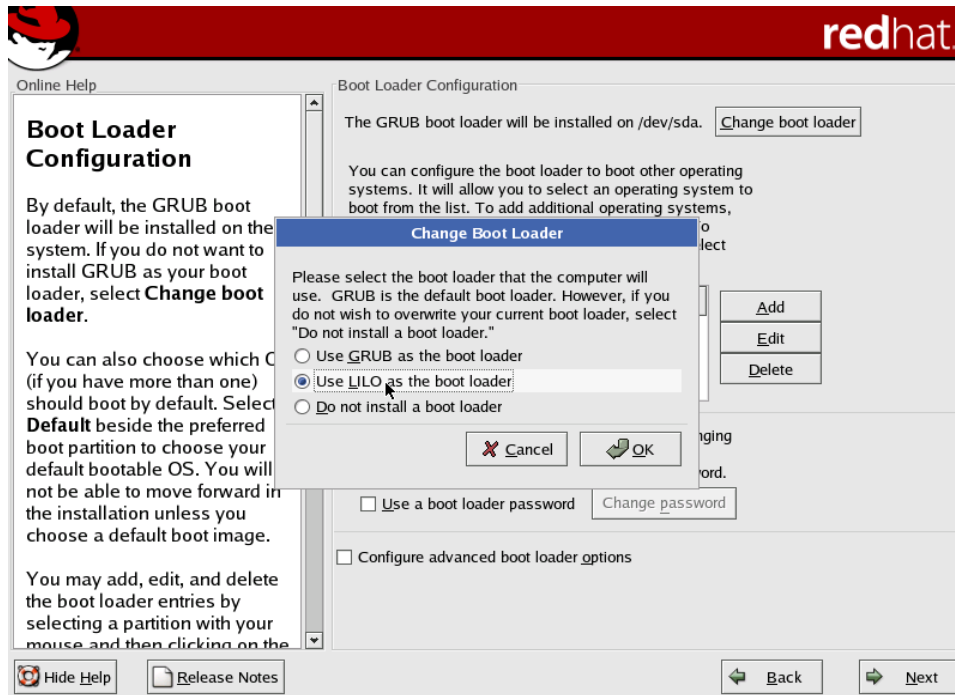 redhat.
Online Help
Boot Loader
Configuration
By default, the GRUB boot
loader will be installed on the
system. If you do not want to
install GRUB as your boot
loader, select Change boot
loader.
You can also choose which
(if you have more than one)
should boot by default. Select
Default beside the preferred
boot partition to choose your
default bootable OS. You will
not be able to move forward in
the installation unless you
choose a default boot image.
You may add, edit, and delete
the boot loader entries by
selecting a partition with your
mouse and then clicking on the
Boot Loader Configuration
The GRUB boot loader will be installed on /dev/sda.
Change boot loader
You can configure the boot loader to boot other operating
systems. It will allow you to select an operating system to
boot from the list. To add additional operating systems,
Change Boot Loader
Please select the boot loader that the computer will
use. GRUB is the default boot loader. However, if you
do not wish to overwrite your current boot loader, select
"Do not install a boot loader."
Use GRUB as the boot loader
Use LILO as the boot loader
Do not install a boot loader
Cancel
OK
Add
Edit
Delete
Use a boot loader password
Change password
Configure advanced boot loader options
Hide Help
Release Notes
Back
Next